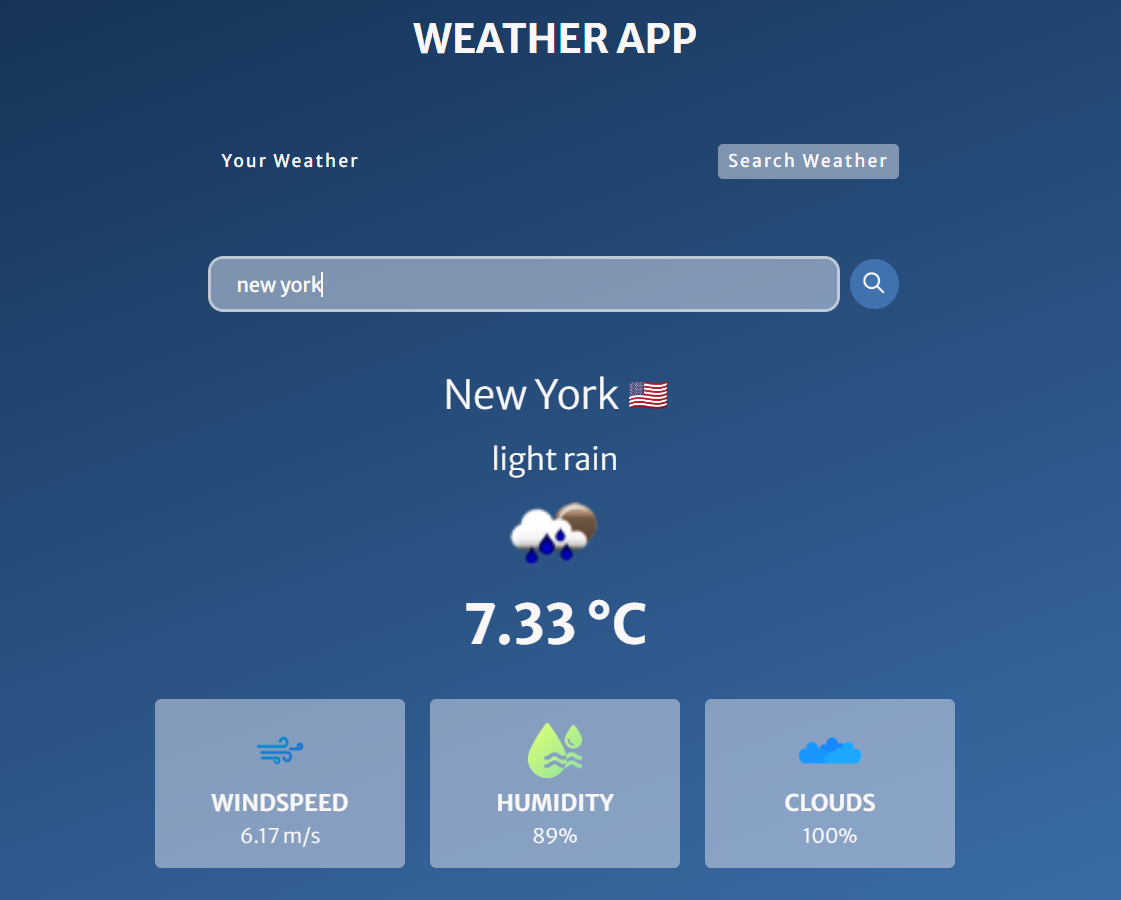 WEATHER APP
Your Weather
Search Weather
new york
New York
light rain
7.33 °C
WINDSPEED
6.17 m/s
HUMIDITY
89%
CLOUDS
100%